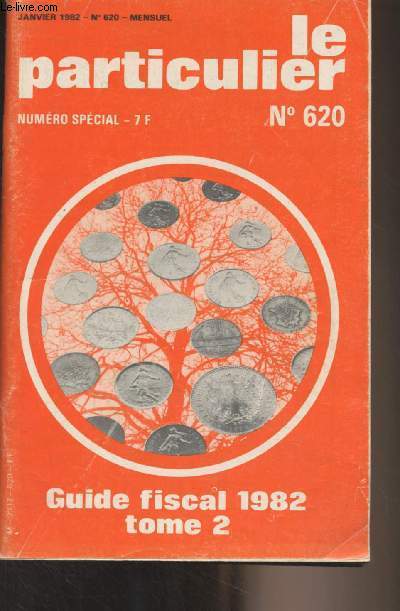 le-livre.com
JANVIER 1982 - N° 620 - MENSUEL
le
particulier
NUMÉRO SPÉCIAL - 7 F
N° 620
Guide fiscal 1982
tome 2